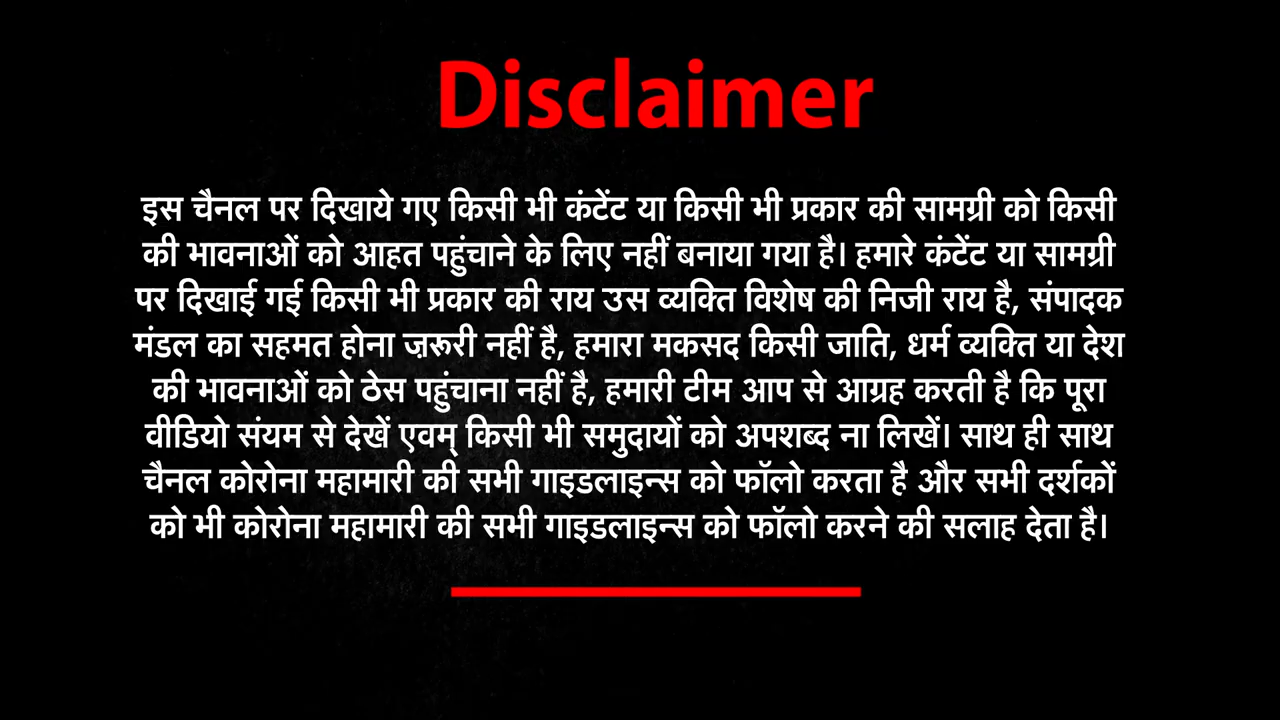 Disclaimer
इस चैनल पर दिखाये गए किसी भी कंटेंट या किसी भी प्रकार की सामग्री को किसी
की भावनाओं को आहत पहुंचाने के लिए नहीं बनाया गया है। हमारे कंटेंट या सामग्री
पर दिखाई गई किसी भी प्रकार की राय उस व्यक्ति विशेष की निजी राय है, संपादक
मंडल का सहमत होना ज़रूरी नहीं है, हमारा मकसद किसी जाति, धर्म व्यक्ति या देश
की भावनाओं को ठेस पहुंचाना नहीं है, हमारी टीम आप से आग्रह करती है कि पूरा
वीडियो संयम से देखें एवम् किसी भी समुदायों को अपशब्द ना लिखें। साथ ही साथ
चैनल कोरोना महामारी की सभी गाइडलाइन्स को फॉलो करता है और सभी दर्शकों
को भी कोरोना महामारी की सभी गाइडलाइन्स को फॉलो करने की सलाह देता है।